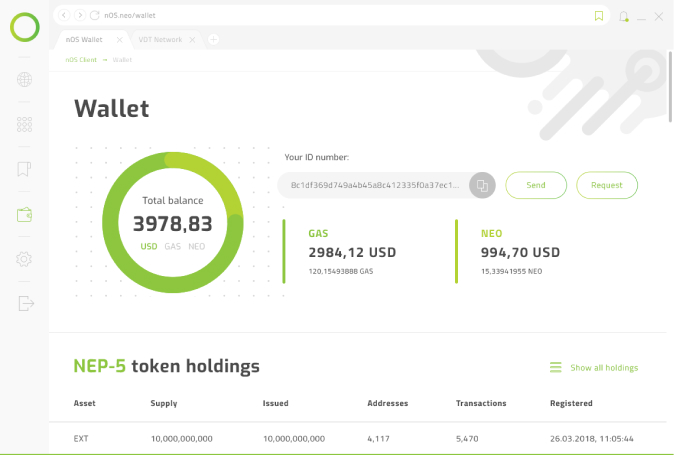 nOS.neo/wallet
nOS Wallet
VDT Network
nOS Client → Wallet
Wallet
Your ID number:
8c1df369d749a4b45a8c412335f0a37ec1...
Send
Request
Total balance
3978,83
USD GAS NEO
GAS
2984,12 USD
120,15493888 GAS
NEO
994,70 USD
15,33941955 NEO
NEP-5 token holdings
Show all holdings
Asset Supply Issued Addresses Transactions Registered
EXT 10,000,000,000 10,000,000,000 4,117 5,470 26.03.2018, 11:05:44